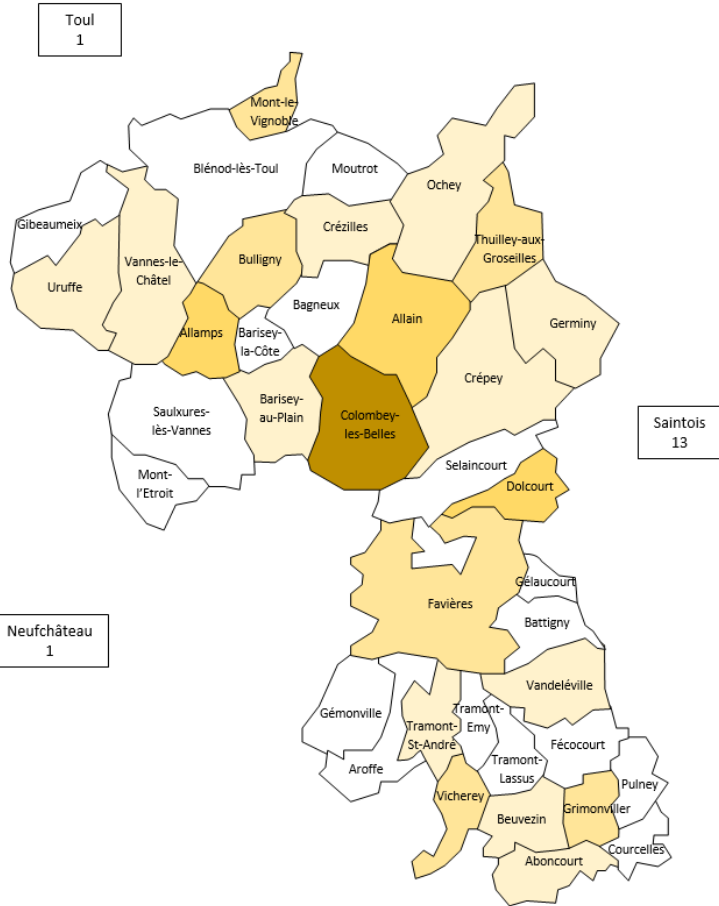 Toul
1
Mont-le-
Vignoble
Blénod-lès-Toul
Moutrot
Ochey
Gibeaumeix
Crézilles
Thuilley-aux-
Groseilles
Vannes-le-
Châtel
Bulligny
Uruffe
Bagneux
Allain
Germiny
Allamps
Barisey-
la-Côte
Crépey
Barisey-
au-Plain
Saulxures-
lès-Vannes
Colombey-
les-Belles
Saintois
13
Selaincourt
Mont-
l'Etroit
Dolcourt
Gélaucourt
Favières
Battigny
Neufchâteau
1
Vandeléville
Gémonville
Tramont-
Emy
Tramont-
St-Andre
Fécocourt
Tramont-
Lassus
Aroffe
Pulney
Vicherey
Grimonviller
Beuvezin
Courcelles
Aboncourt